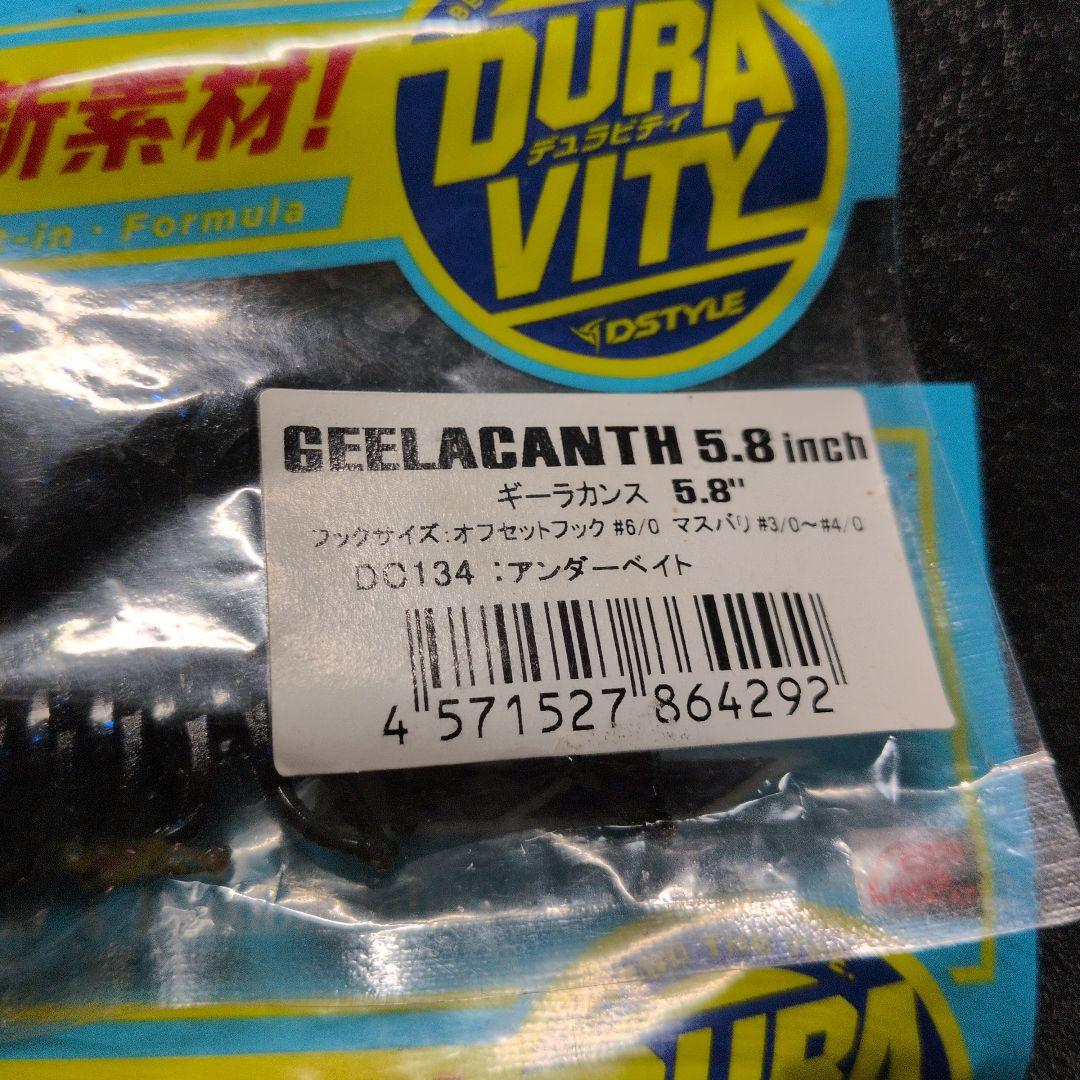 新素材!
DURA
デュラビティ
VITY
-in・Formula
DSTYLE
GEELACANTH 5.8 inch
ギーラカンス 5.8"
フックサイズ:オフセットフック #6/0 マスバリ #3/0〜#4/0
DC134 :アンダーベイト
4 571527 864292
DURA